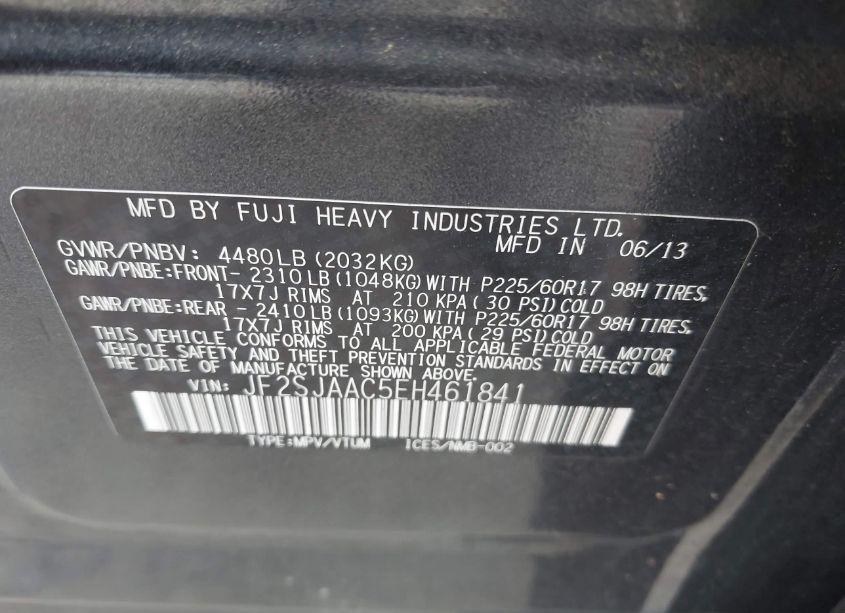 MFD BY FUJI HEAVY INDUSTRIES LTD.
MFD IN 06/13
GVWR/PNBV: 4480LB(2032KG)
GAWR/PNBE:FRONT- 2310LB(1048KG)WITH P225/60R17 98H TIRES,
17X7J RIMS AT 210 KPA(30 PSI)COLD
GAWR/PNBE:REAR - 2410LB(1093KG)WITH P225/60R17 98H TIRES,
17X7J RIMS AT 200 KPA(29 PSI)COLD
THIS VEHICLE CONFORMS TO ALL APPLICABLE FEDERAL MOTOR
VEHICLE SAFETY AND THEFT PREVENTION STANDARDS IN EFFECT ON
THE DATE OF MANUFACTURE SHOWN ABOVE.
VIN: JF2SJAAC5EH461841
TYPE:MPV/VTUM ICES/NMB-002